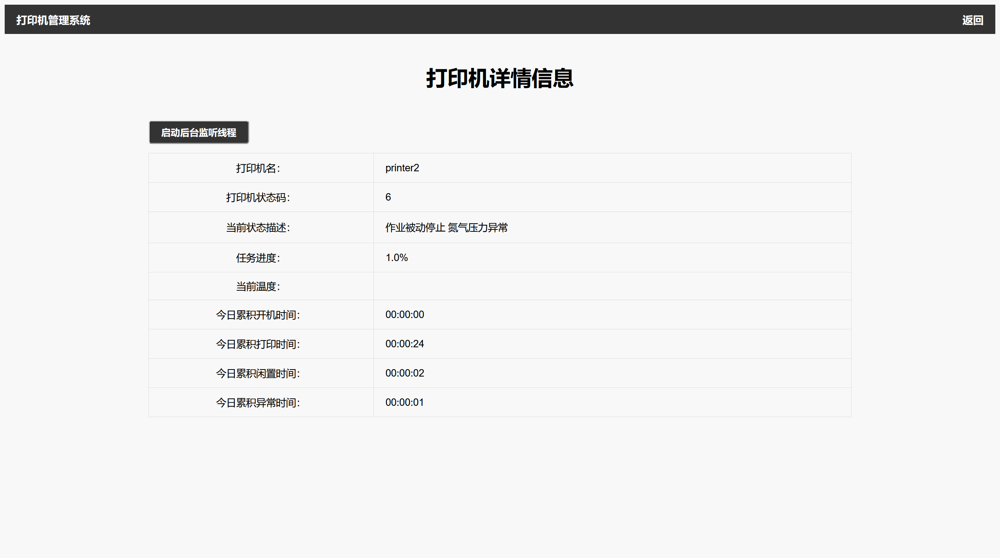 打印机管理系统 返回
打印机详情信息
启动后台监听线程
打印机名： printer2
打印机状态码： 6
当前状态描述： 作业被动停止 氮气压力异常
任务进度： 1.0%
当前温度：
今日累积开机时间： 00:00:00
今日累积打印时间： 00:00:24
今日累积闲置时间： 00:00:02
今日累积异常时间： 00:00:01